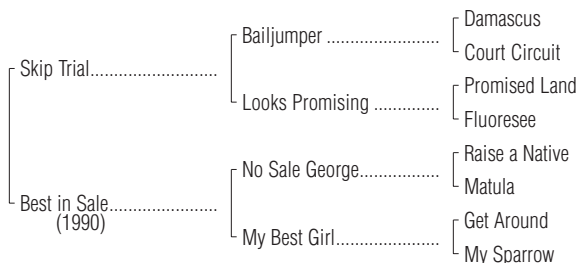 Damascus
Bailjumper ........................
Court Circuit
Skip Trial...........................
Promised Land
Looks Promising ..............
Fluoresee
Raise a Native
No Sale George.................
Matula
Best in Sale.......................
(1990)
Get Around
My Best Girl......................
My Sparrow